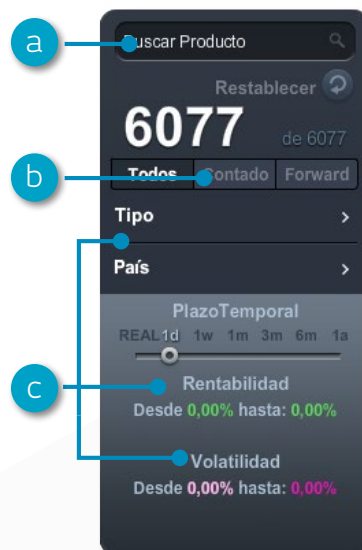 a
Buscar Producto
Restablecer
6077 de 6077
b
Todos Contado Forward
Tipo
País
PlazoTemporal
REAL 1d 1w 1m 3m 6m 1a
c
Rentabilidad
Desde 0,00% hasta: 0,00%
Volatilidad
Desde 0,00% hasta: 0,00%